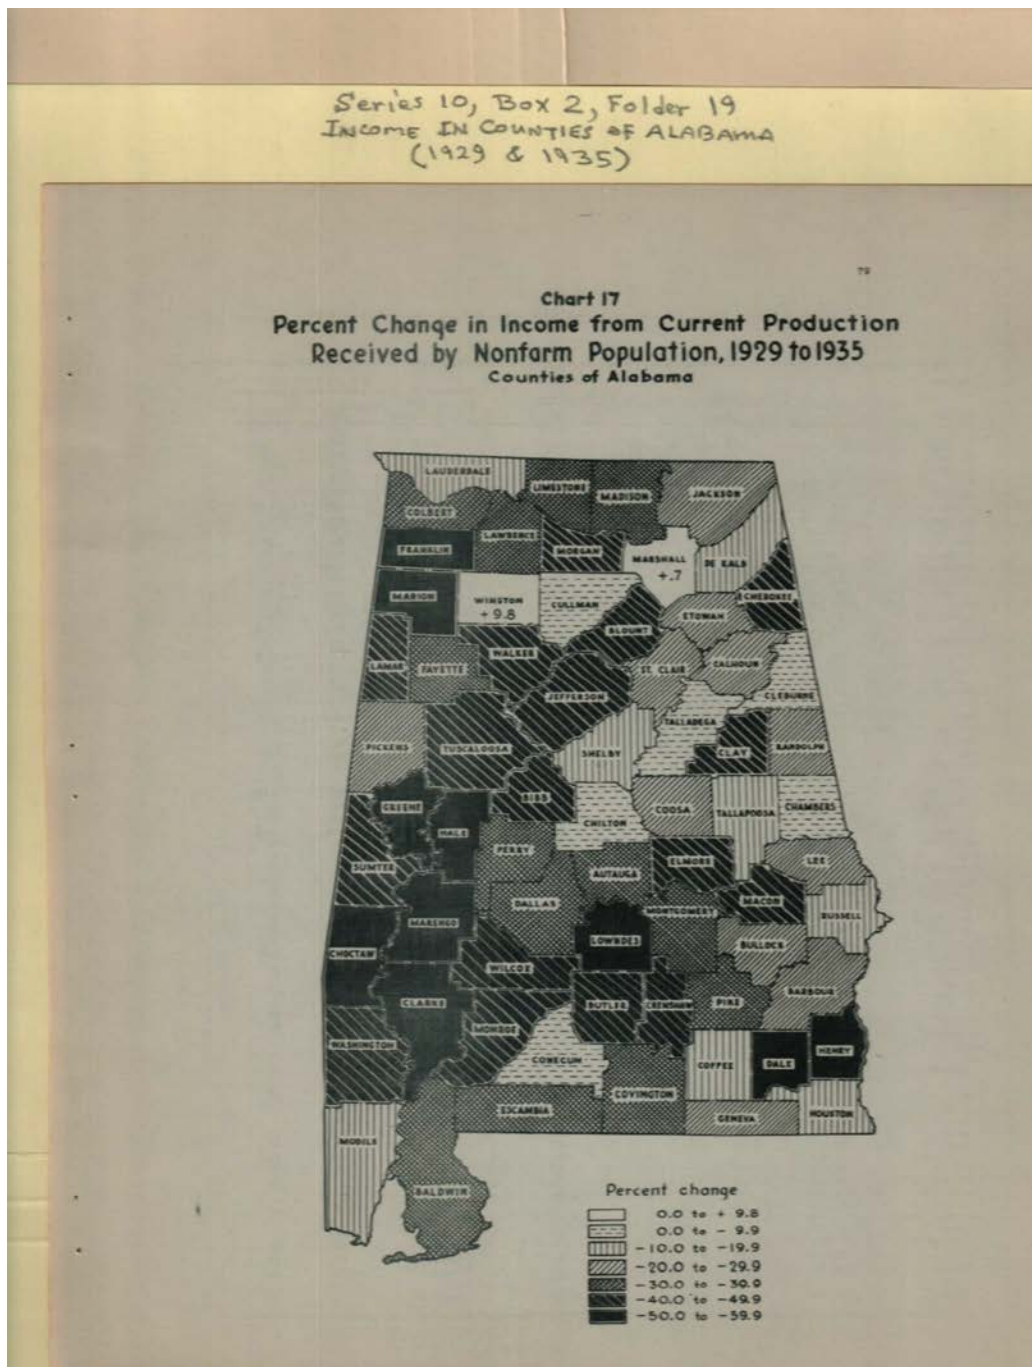 Series 10, Box 2, Folder 19
INCOME IN COUNTIES OF ALABAMA
(1929 & 1935)
79
Chart 17
Percent Change in Income from Current Production
Received by Nonfarm Population, 1929 to 1935
Counties of Alabama
LAUDERDALE
LIMESTONE
MADISON
JACKSON
COLBERT
LAWRENCE
FRANKLIN
MORGAN
MARSHALL
+.7
DE KALB
MARION
WINSTON
+9.8
CULLMAN
CHEROKEE
ETOWAH
BLOUNT
LAMAR
FAYETTE
WALKER
ST. CLAIR
CALHOUN
JEFFERSON
CLEBURNE
PICKENS
TUSCALOOSA
SHELBY
TALLADEGA
CLAY
RANDOLPH
GREENE
HALE
BIBB
CHILTON
COOSA
TALLAPOOSA
CHAMBERS
SUMTER
PERRY
AUTAUGA
ELMORE
LEE
DALLAS
MACON
MARENGO
MONTGOMERY
RUSSELL
CHOCTAW
LOWNDES
BULLOCK
WILCOX
CLARKE
BUTLER
CRENSHAW
PIKE
BARBOUR
WASHINGTON
MONROE
CONECUH
COFFEE
DALE
HENRY
COVINGTON
ESCAMBIA
GENEVA
HOUSTON
MOBILE
BALDWIN
Percent change
0.0 to + 9.8
0.0 to - 9.9
-10.0 to -19.9
-20.0 to -29.9
-30.0 to -39.9
-40.0 to -49.9
-50.0 to -59.9